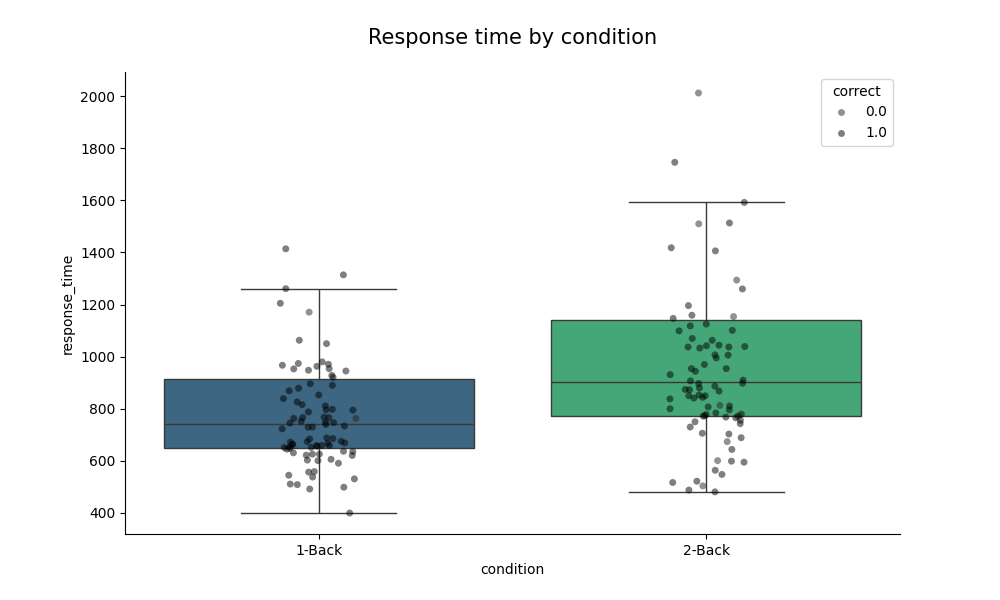 Response time by condition
correct
0.0
1.0
2000
1800
1600
1400
1200
1000
800
600
400
response_time
1-Back
2-Back
condition